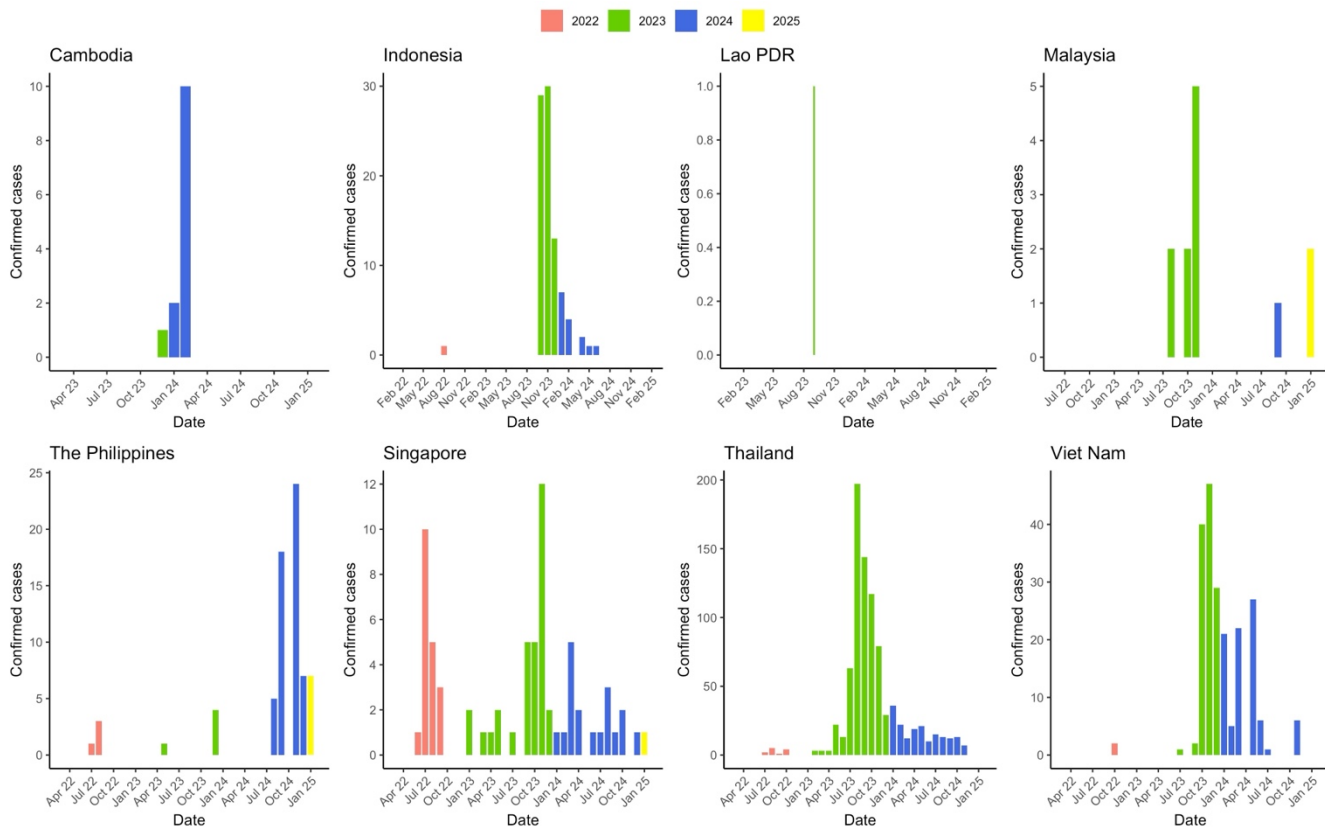 2022 2023 2024 2025
Cambodia
Confirmed cases
10
8
6
4
2
0
Apr 23 Jul 23 Oct 23 Jan 24 Apr 24 Jul 24 Oct 24 Jan 25
Date
Indonesia
Confirmed cases
30
20
10
0
Feb 22 May 22 Aug 22 Nov 22 Feb 23 May 23 Aug 23 Nov 23 Feb 24 May 24 Aug 24 Nov 24 Feb 25
Date
Lao PDR
Confirmed cases
1.0
0.8
0.6
0.4
0.2
0.0
Feb 23 May 23 Aug 23 Nov 23 Feb 24 May 24 Aug 24 Nov 24 Feb 25
Date
Malaysia
Confirmed cases
5
4
3
2
1
0
Jul 22 Oct 22 Jan 23 Apr 23 Jul 23 Oct 23 Jan 24 Apr 24 Jul 24 Oct 24 Jan 25
Date
The Philippines
Confirmed cases
25
20
15
10
5
0
Apr 22 Jul 22 Oct 22 Jan 23 Apr 23 Jul 23 Oct 23 Jan 24 Apr 24 Jul 24 Oct 24 Jan 25
Date
Singapore
Confirmed cases
12
10
8
6
4
2
0
Apr 22 Jul 22 Oct 22 Jan 23 Apr 23 Jul 23 Oct 23 Jan 24 Apr 24 Jul 24 Oct 24 Jan 25
Date
Thailand
Confirmed cases
200
150
100
50
0
Apr 22 Jul 22 Oct 22 Jan 23 Apr 23 Jul 23 Oct 23 Jan 24 Apr 24 Jul 24 Oct 24 Jan 25
Date
Viet Nam
Confirmed cases
40
30
20
10
0
Apr 22 Jul 22 Oct 22 Jan 23 Apr 23 Jul 23 Oct 23 Jan 24 Apr 24 Jul 24 Oct 24 Jan 25
Date